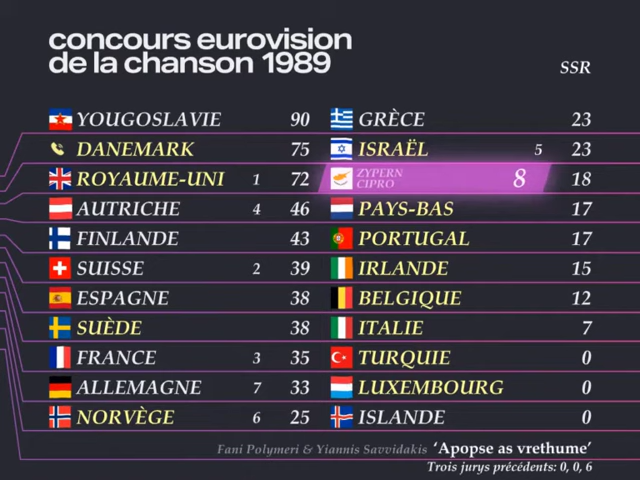 concours eurovision
de la chanson 1989
SSR
YOUGOSLAVIE 90
DANEMARK 75
ROYAUME-UNI 1 72
AUTRICHE 4 46
FINLANDE 43
SUISSE 2 39
ESPAGNE 38
SUÈDE 38
FRANCE 3 35
ALLEMAGNE 7 33
NORVÈGE 6 25
GRÈCE 23
ISRAËL 5 23
ZYPERN
CIPRO 8 18
PAYS-BAS 17
PORTUGAL 17
IRLANDE 15
BELGIQUE 12
ITALIE 7
TURQUIE 0
LUXEMBOURG 0
ISLANDE 0
Fani Polymeri & Yiannis Savvidakis ‘Apopse as vrethume’
Trois jurys précédents: 0, 0, 6